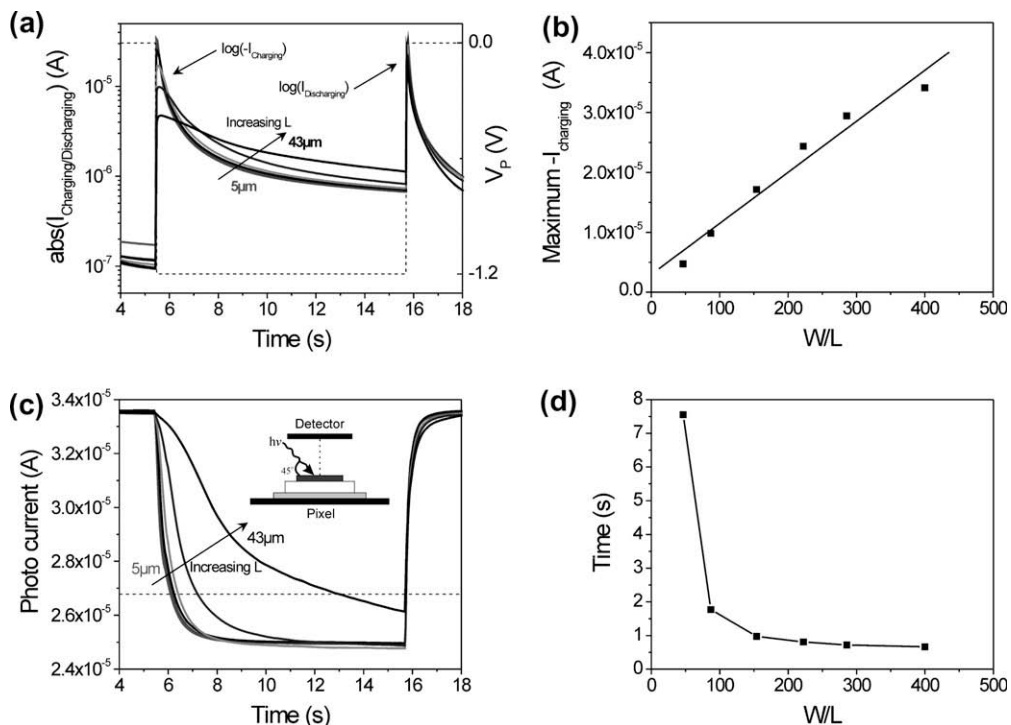 (a)
abs(I_Charging/Discharging) (A)
10^-5
10^-6
10^-7
log(-I_Charging)
log(I_Discharging)
Increasing L
43µm
5µm
0.0
-1.2
V_P (V)
4 6 8 10 12 14 16 18
Time (s)
(b)
Maximum -I_charging (A)
4.0x10^-5
3.0x10^-5
2.0x10^-5
1.0x10^-5
0.0
0 100 200 300 400 500
W/L
(c)
Photo current (A)
3.4x10^-5
3.2x10^-5
3.0x10^-5
2.8x10^-5
2.6x10^-5
2.4x10^-5
Detector
hν
45°
Pixel
43µm
5µm
Increasing L
4 6 8 10 12 14 16 18
Time (s)
(d)
Time (s)
8
7
6
5
4
3
2
1
0
0 100 200 300 400 500
W/L